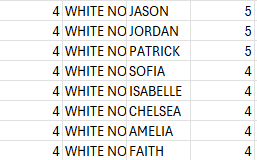 4 WHITE NO JASON 5
4 WHITE NO JORDAN 5
4 WHITE NO PATRICK 5
4 WHITE NO SOFIA 4
4 WHITE NO ISABELLE 4
4 WHITE NO CHELSEA 4
4 WHITE NO AMELIA 4
4 WHITE NO FAITH 4